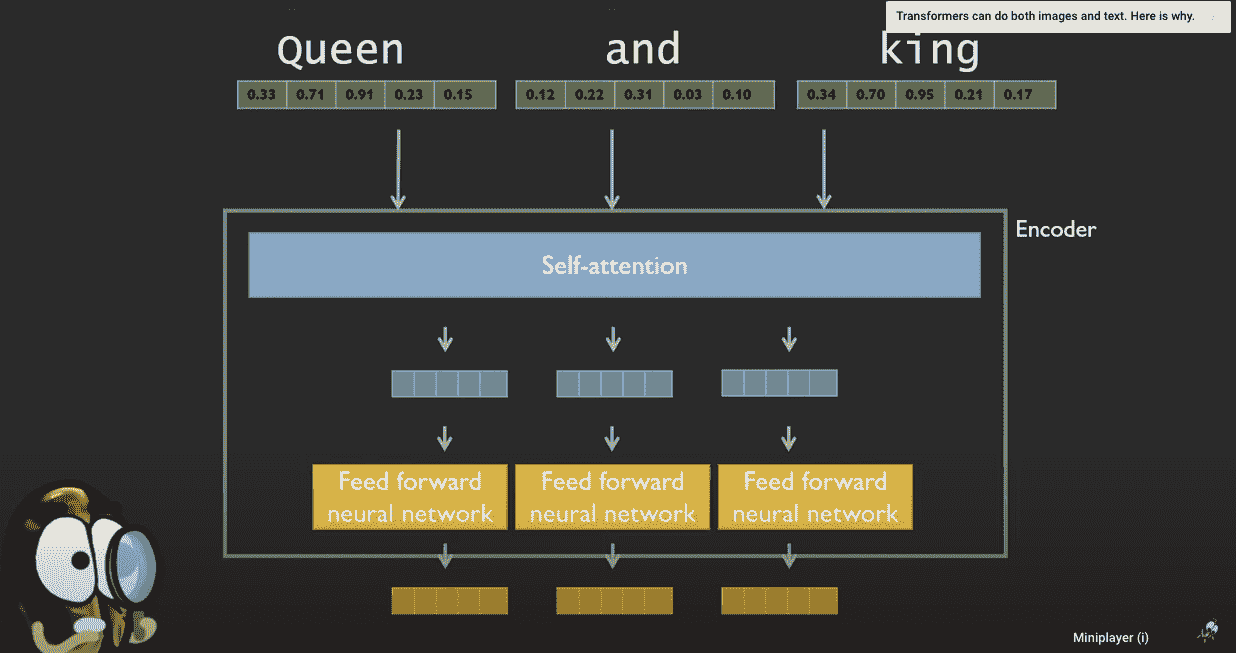 Transformers can do both images and text. Here is why.
Queen and king
0.33 0.71 0.91 0.23 0.15 0.12 0.22 0.31 0.03 0.10 0.34 0.70 0.95 0.21 0.17
Encoder
Self-attention
Feed forward neural network
Feed forward neural network
Feed forward neural network
Miniplayer (i)